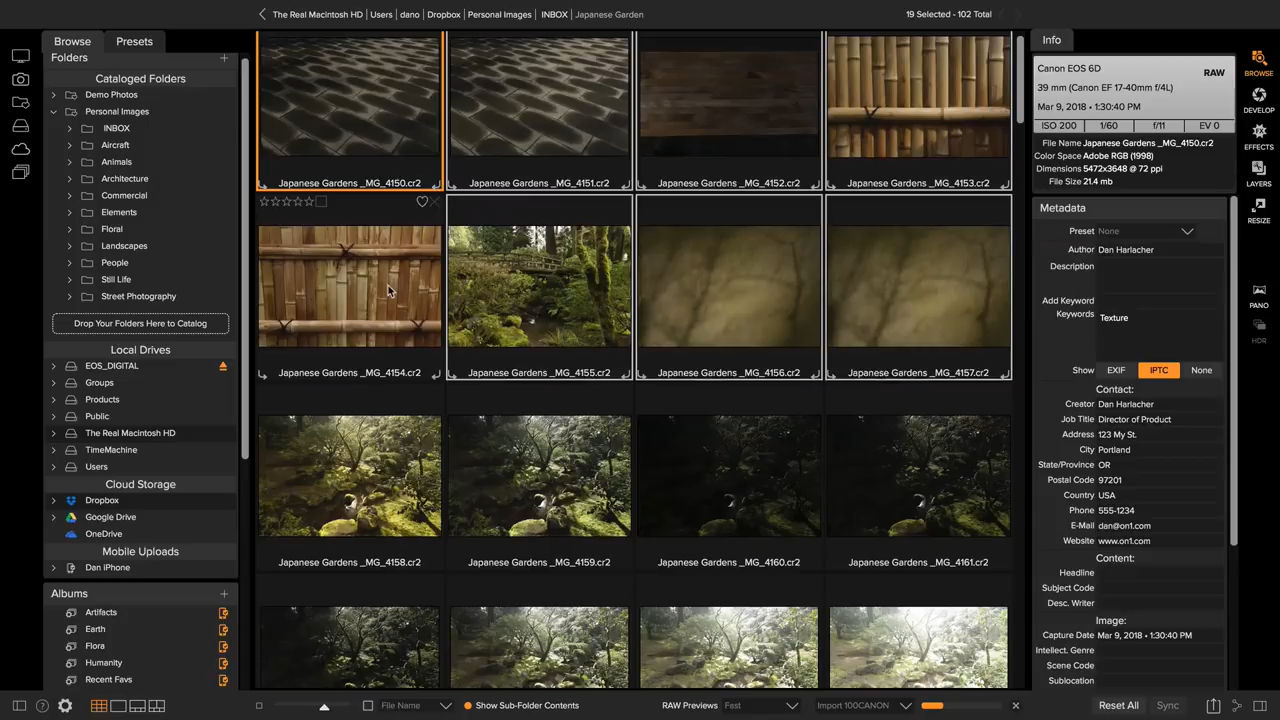 The Real Macintosh HD | Users | dano | Dropbox | Personal Images | INBOX | Japanese Garden
19 Selected - 102 Total
Browse
Presets
Folders
Cataloged Folders
Demo Photos
Personal Images
INBOX
Aircraft
Animals
Architecture
Commercial
Elements
Floral
Landscapes
People
Still Life
Street Photography
Drop Your Folders Here to Catalog
Local Drives
EOS_DIGITAL
Groups
Products
Public
The Real Macintosh HD
TimeMachine
Users
Cloud Storage
Dropbox
Google Drive
OneDrive
Mobile Uploads
Dan iPhone
Albums
Artifacts
Earth
Flora
Humanity
Recent Favs
Japanese Gardens _MG_4150.cr2
Japanese Gardens _MG_4151.cr2
Japanese Gardens _MG_4152.cr2
Japanese Gardens _MG_4153.cr2
Japanese Gardens _MG_4154.cr2
Japanese Gardens _MG_4155.cr2
Japanese Gardens _MG_4156.cr2
Japanese Gardens _MG_4157.cr2
Japanese Gardens _MG_4158.cr2
Japanese Gardens _MG_4159.cr2
Japanese Gardens _MG_4160.cr2
Japanese Gardens _MG_4161.cr2
File Name
Show Sub-Folder Contents
RAW Previews Fast
Import 100CANON
Info
Canon EOS 6D
RAW
39 mm (Canon EF 17-40mm f/4L)
Mar 9, 2018 • 1:30:40 PM
ISO 200 1/60 f/11 EV 0
File Name Japanese Gardens _MG_4150.cr2
Color Space Adobe RGB (1998)
Dimensions 5472x3648 @ 72 ppi
File Size 21.4 mb
Metadata
Preset None
Author Dan Harlacher
Description
Add Keyword
Keywords
Texture
Show EXIF IPTC None
Contact:
Creator Dan Harlacher
Job Title Director of Product
Address 123 My St.
City Portland
State/Province OR
Postal Code 97201
Country USA
Phone 555-1234
E-Mail dan@on1.com
Website www.on1.com
Content:
Headline
Subject Code
Desc. Writer
Image:
Capture Date Mar 9, 2018 • 1:30:40 PM
Intellect. Genre
Scene Code
Sublocation
Reset All
Sync
BROWSE
DEVELOP
EFFECTS
LAYERS
RESIZE
PANO
HDR